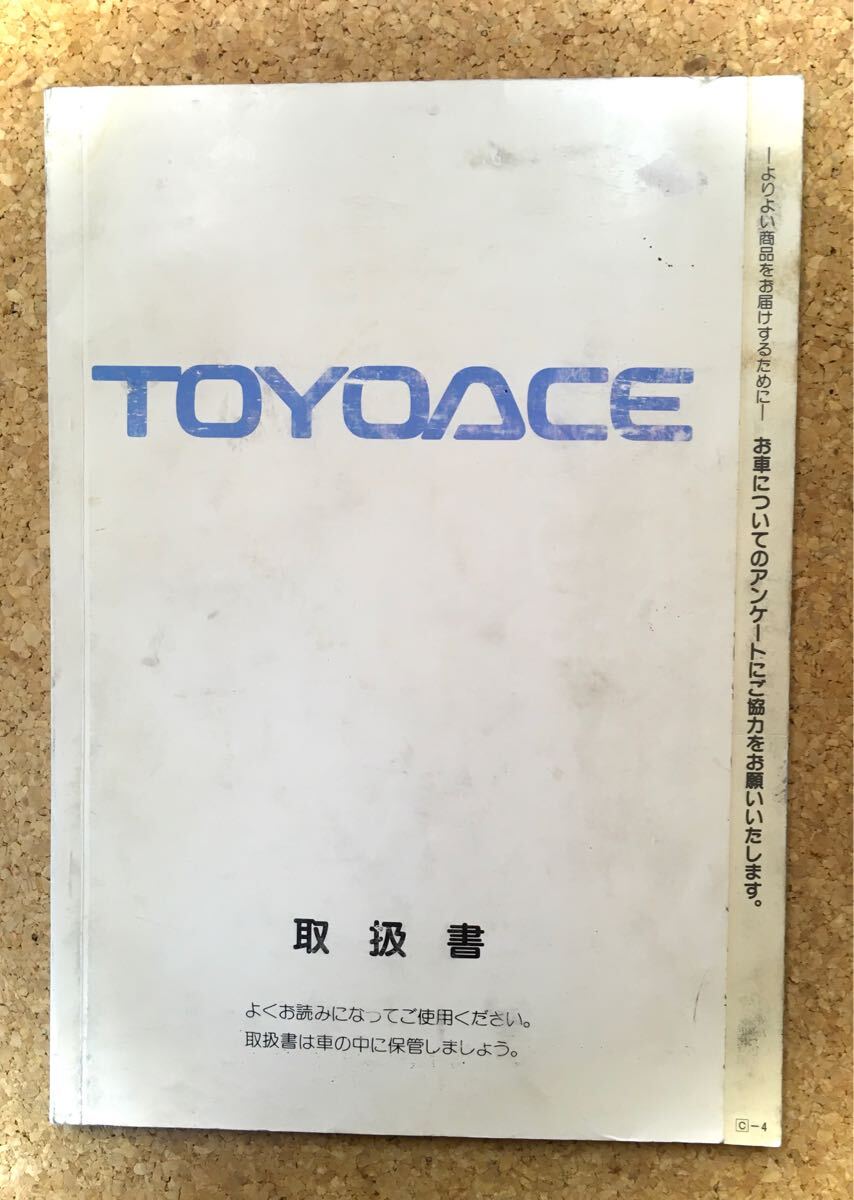 TOYOACE
取扱書
よくお読みになってご使用ください。
取扱書は車の中に保管しましょう。
―よりよい商品をお届けするために― お車についてのアンケートにご協力をお願いいたします。
C-4